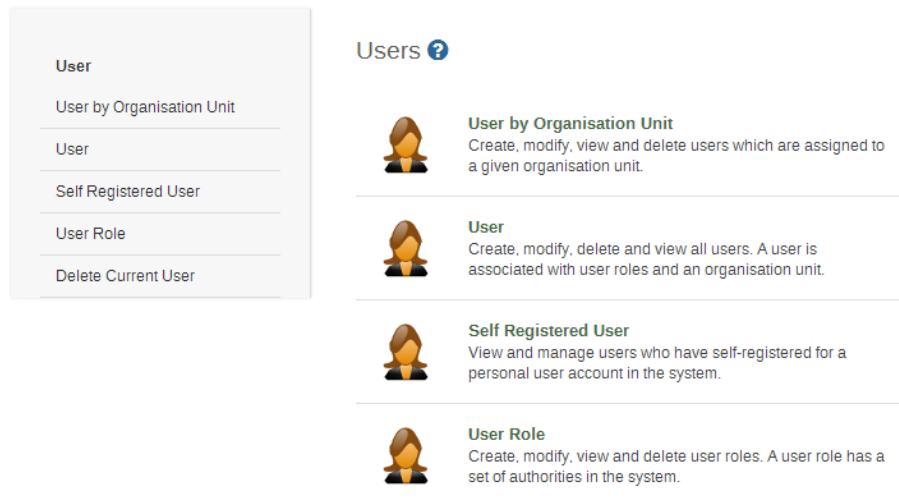 User
User by Organisation Unit
User
Self Registered User
User Role
Delete Current User
Users ?
User by Organisation Unit
Create, modify, view and delete users which are assigned to
a given organisation unit.
User
Create, modify, delete and view all users. A user is
associated with user roles and an organisation unit.
Self Registered User
View and manage users who have self-registered for a
personal user account in the system.
User Role
Create, modify, view and delete user roles. A user role has a
set of authorities in the system.